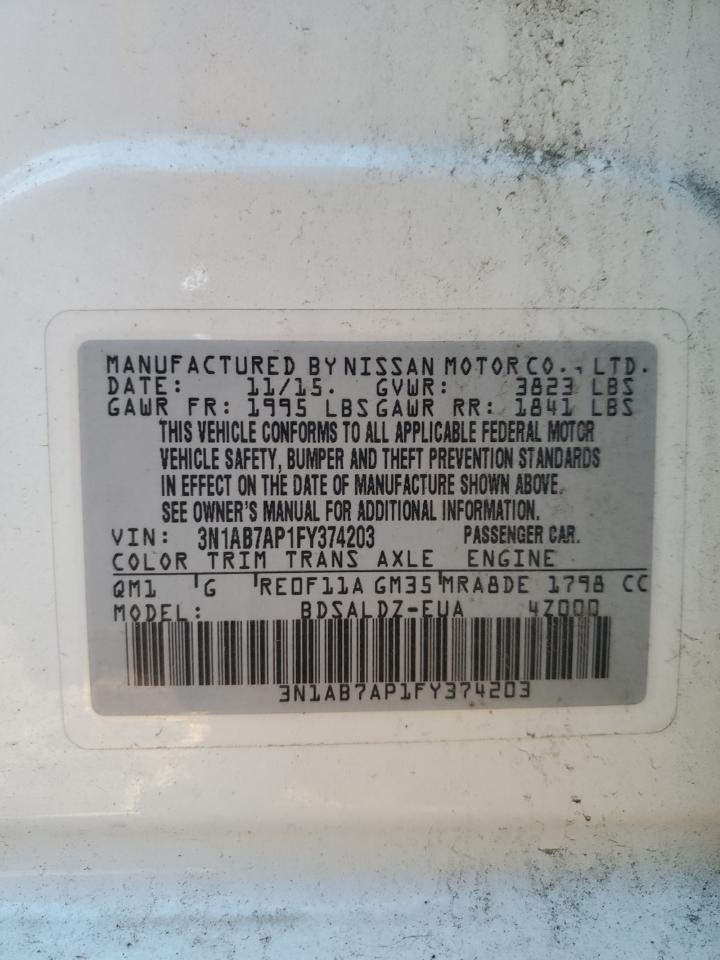 MANUFACTURED BY NISSAN MOTOR CO., LTD.
DATE: 11/15. GVWR: 3823 LBS
GAWR FR: 1995 LBS GAWR RR: 1841 LBS
THIS VEHICLE CONFORMS TO ALL APPLICABLE FEDERAL MOTOR
VEHICLE SAFETY, BUMPER AND THEFT PREVENTION STANDARDS
IN EFFECT ON THE DATE OF MANUFACTURE SHOWN ABOVE.
SEE OWNER'S MANUAL FOR ADDITIONAL INFORMATION.
VIN: 3N1AB7AP1FY374203 PASSENGER CAR.
COLOR TRIM TRANS AXLE ENGINE
QM1 G RE0F11A GM35 MRA8DE 1798 CC
MODEL: BDSALDZ-EUA 4Z000
3N1AB7AP1FY374203